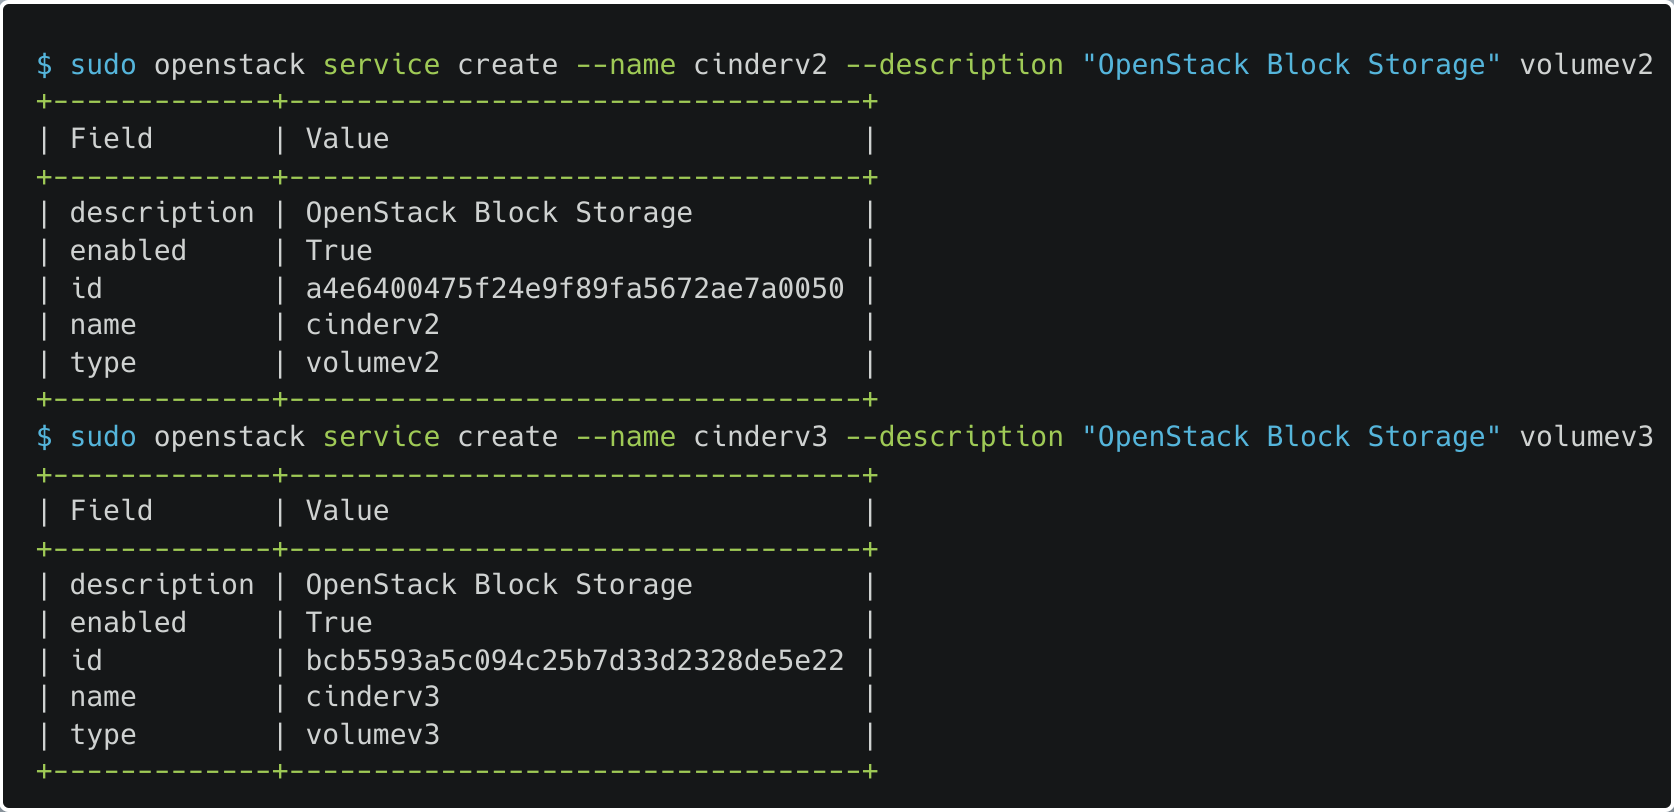 $ sudo openstack service create --name cinderv2 --description "OpenStack Block Storage" volumev2
+-------------+----------------------------------+
| Field       | Value                            |
+-------------+----------------------------------+
| description | OpenStack Block Storage          |
| enabled     | True                             |
| id          | a4e6400475f24e9f89fa5672ae7a0050 |
| name        | cinderv2                         |
| type        | volumev2                         |
+-------------+----------------------------------+
$ sudo openstack service create --name cinderv3 --description "OpenStack Block Storage" volumev3
+-------------+----------------------------------+
| Field       | Value                            |
+-------------+----------------------------------+
| description | OpenStack Block Storage          |
| enabled     | True                             |
| id          | bcb5593a5c094c25b7d33d2328de5e22 |
| name        | cinderv3                         |
| type        | volumev3                         |
+-------------+----------------------------------+